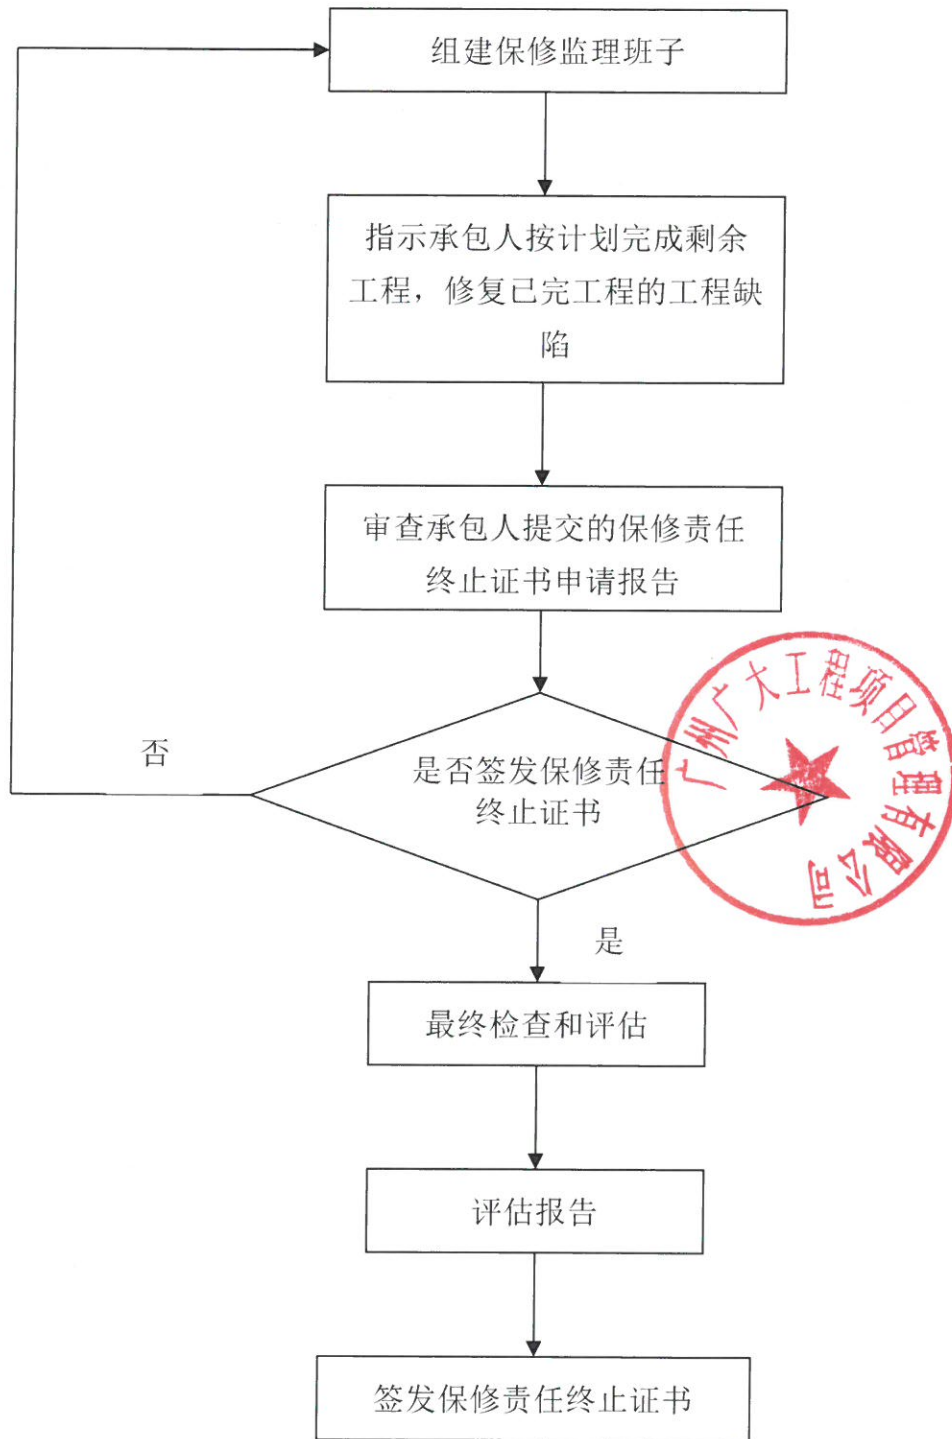 组建保修监理班子
指示承包人按计划完成剩余
工程，修复已完工程的工程缺
陷
审查承包人提交的保修责任
终止证书申请报告
是否签发保修责任
终止证书
否
广州广大工程项目管理有限公司
是
最终检查和评估
评估报告
签发保修责任终止证书